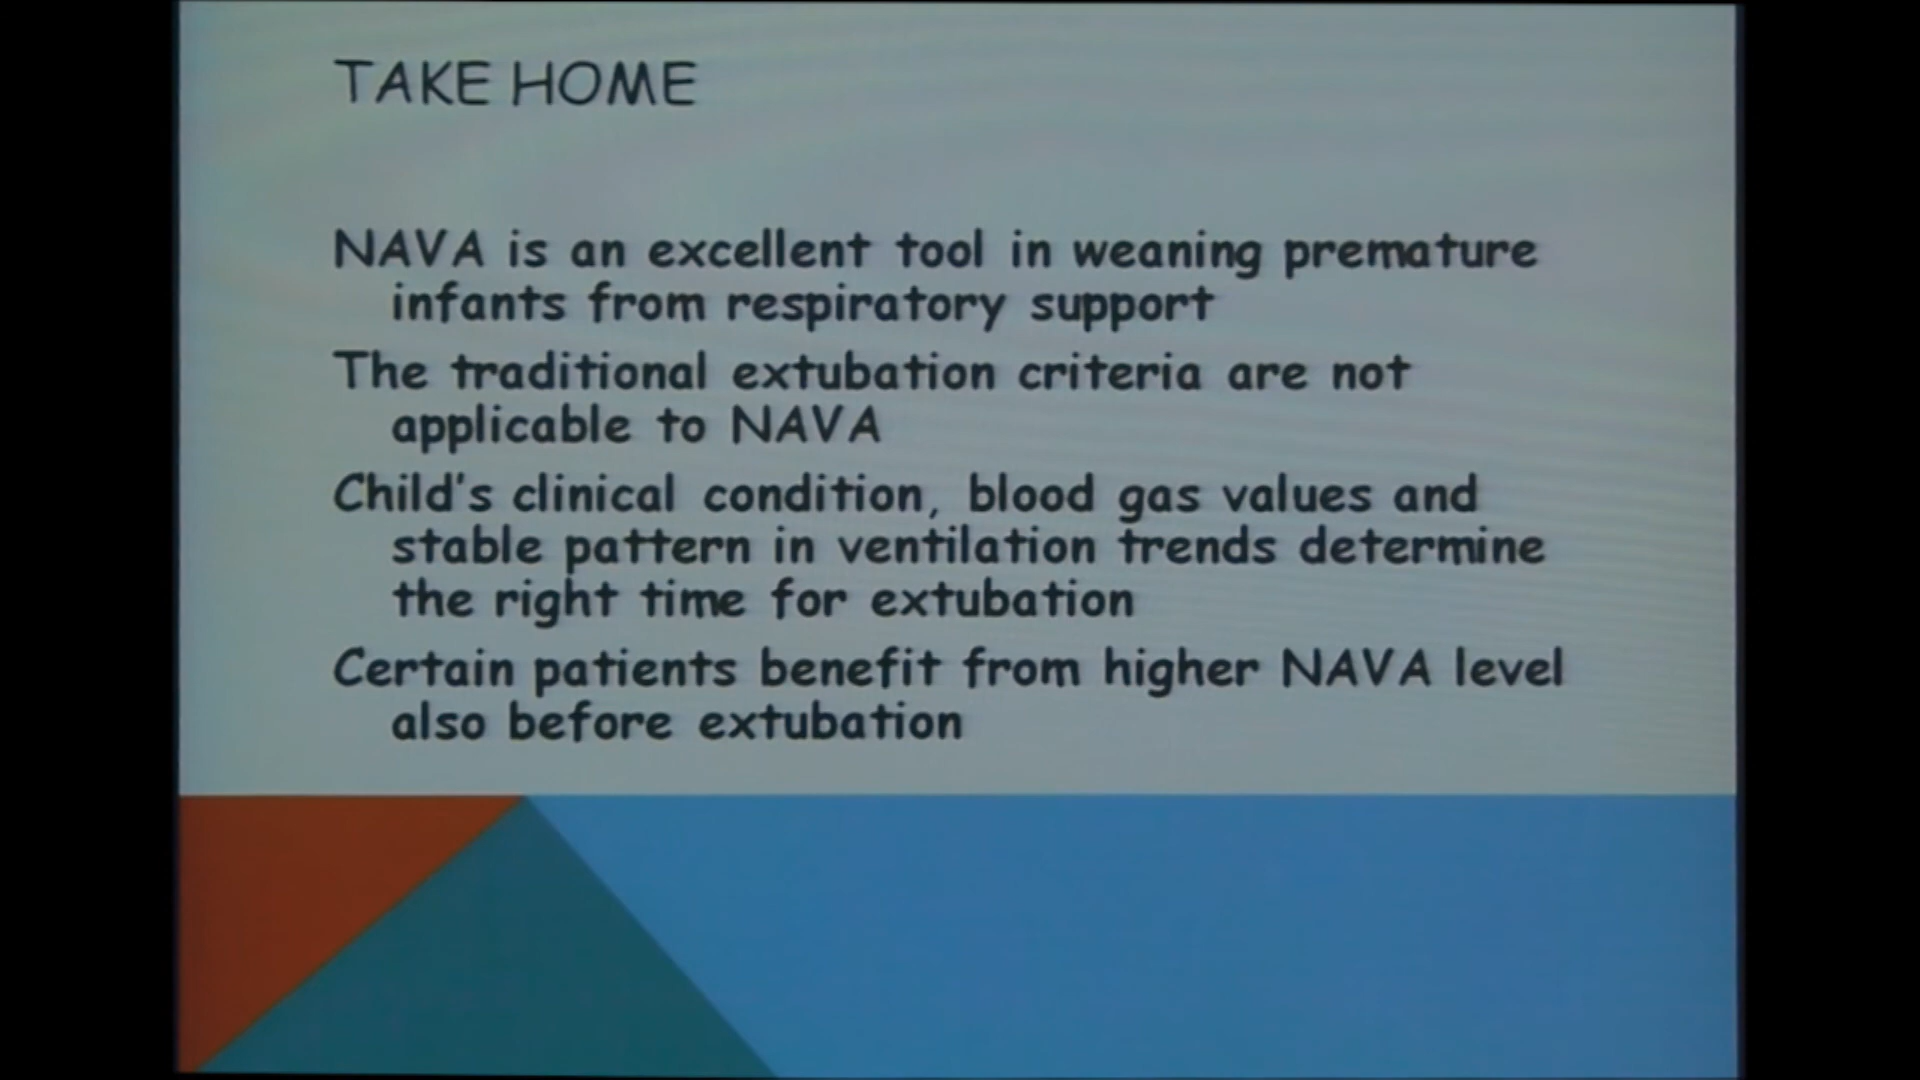 TAKE HOME
NAVA is an excellent tool in weaning premature
infants from respiratory support
The traditional extubation criteria are not
applicable to NAVA
Child's clinical condition, blood gas values and
stable pattern in ventilation trends determine
the right time for extubation
Certain patients benefit from higher NAVA level
also before extubation